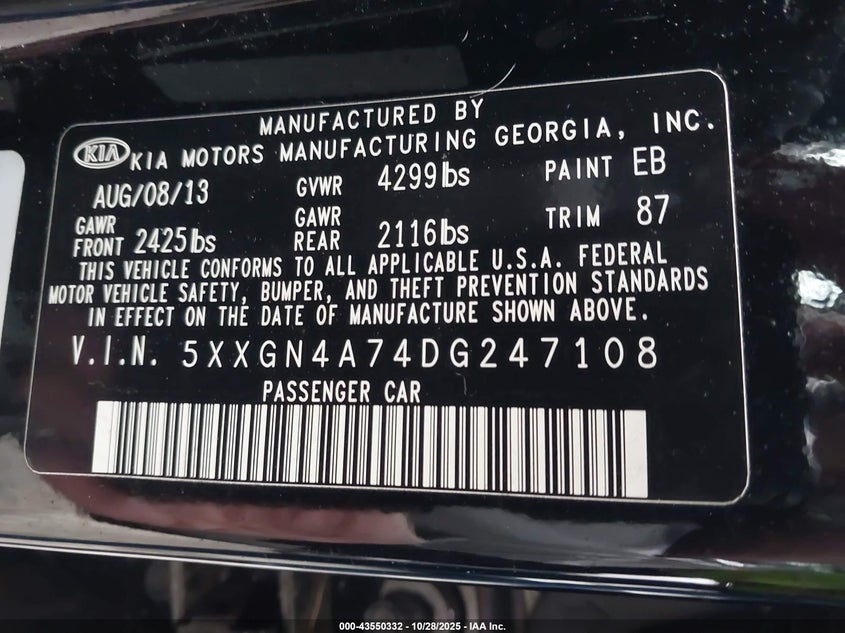 MANUFACTURED BY
KIA KIA MOTORS MANUFACTURING GEORGIA, INC.
AUG/08/13 GVWR 4299lbs PAINT EB
GAWR FRONT 2425lbs GAWR REAR 2116lbs TRIM 87
THIS VEHICLE CONFORMS TO ALL APPLICABLE U.S.A. FEDERAL
MOTOR VEHICLE SAFETY, BUMPER, AND THEFT PREVENTION STANDARDS
IN EFFECT ON THE DATE OF MANUFACTURE SHOWN ABOVE.
V.I.N. 5XXGN4A74DG247108
PASSENGER CAR
000-43550332 - 10/28/2025 - IAA Inc.